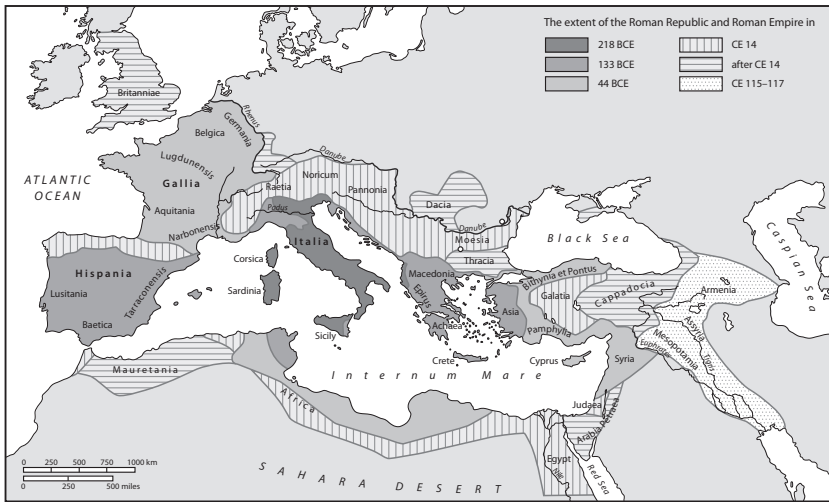 The extent of the Roman Republic and Roman Empire in
218 BCE
133 BCE
44 BCE
CE 14
after CE 14
CE 115–117
Britanniae
Belgica
Germania
Rhenus
Lugdunensis
Gallia
Aquitania
Narbonensis
ATLANTIC
OCEAN
Raetia
Noricum
Danube
Pannonia
Dacia
Padus
Italia
Danube
Moesia
Thracia
Black Sea
Caspian Sea
Hispania
Lusitania
Tarraconensis
Baetica
Corsica
Sardinia
Sicily
Macedonia
Epirus
Achaea
Crete
Bithynia et Pontus
Galatia
Asia
Pamphylia
Cappadocia
Armenia
Assyria
Tigris
Mesopotamia
Euphrates
Cyprus
Syria
Judaea
Arabia Petraea
Mauretania
Africa
Internum Mare
Egypt
Nile
Red Sea
SAHARA DESERT
0 500 1000 km
0 250 500 miles